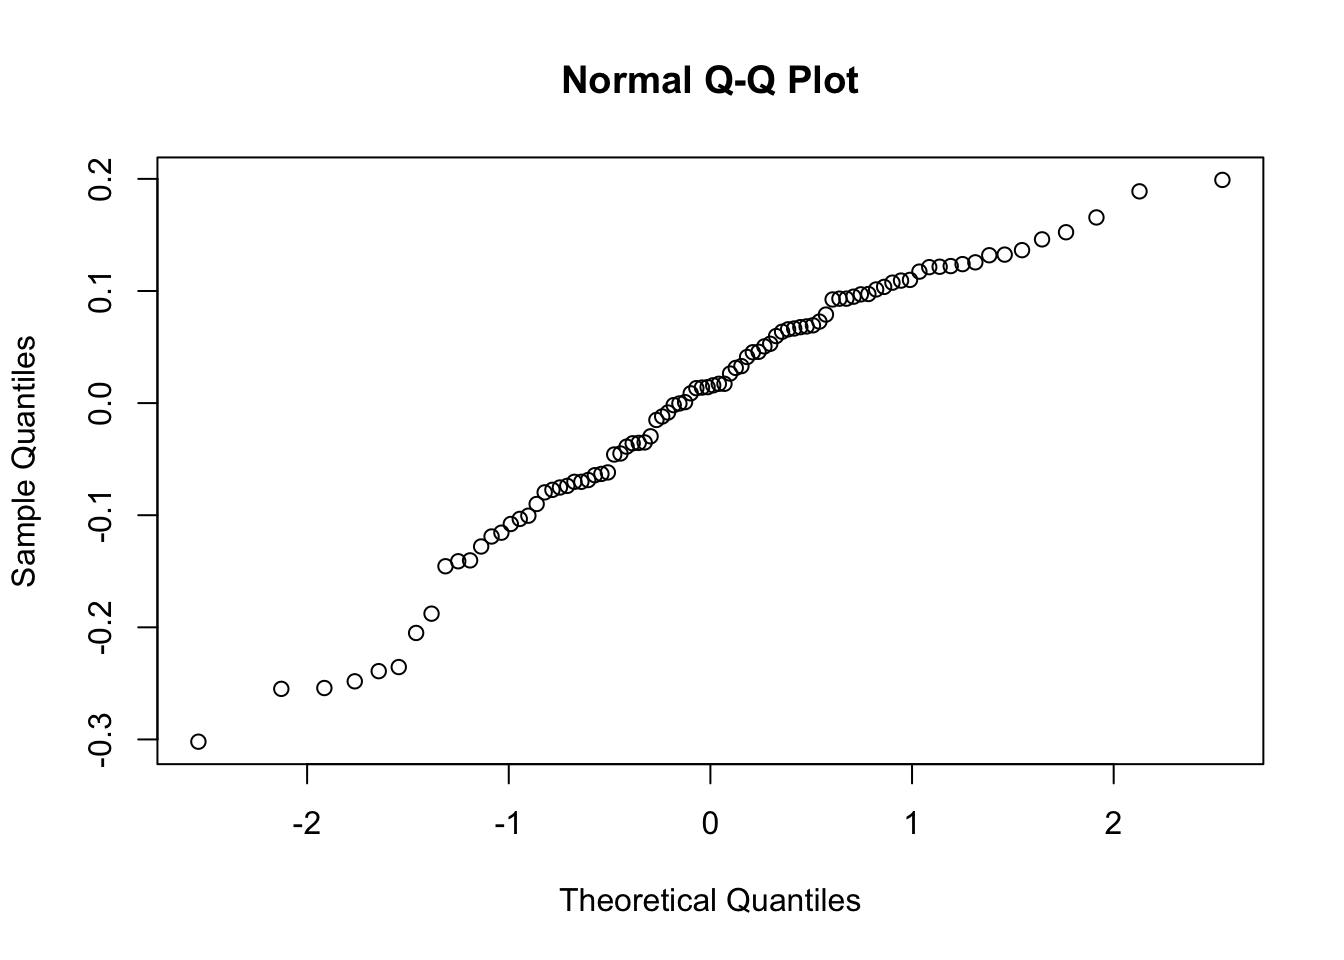 Normal Q-Q Plot
Sample Quantiles
0.2
0.1
0.0
-0.1
-0.2
-0.3
-2 -1 0 1 2
Theoretical Quantiles